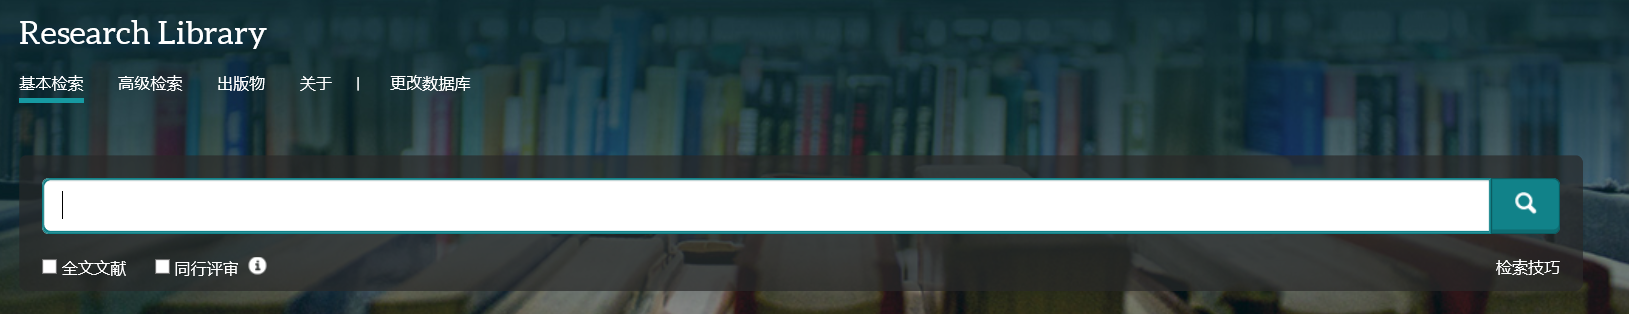 Research Library
基本检索 高级检索 出版物 关于 | 更改数据库
全文文献 同行评审 检索技巧